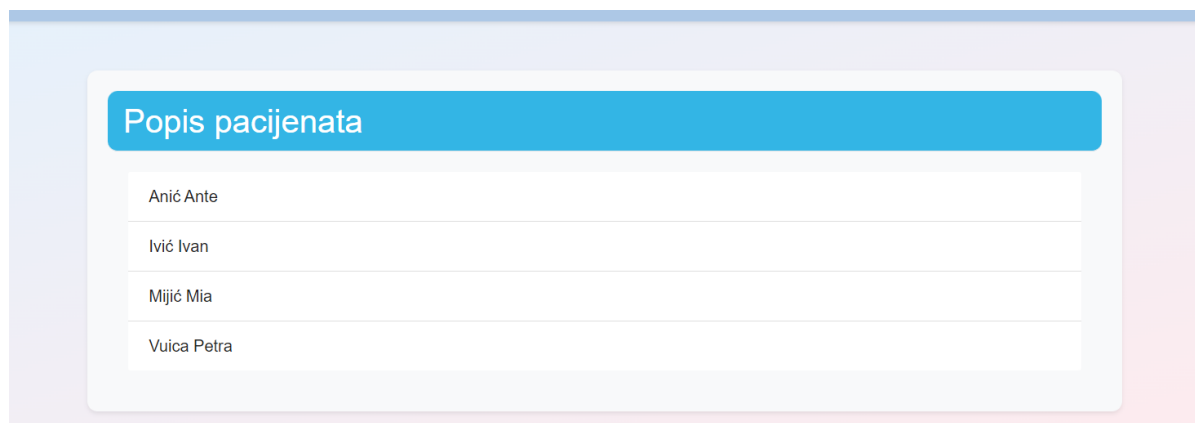 Popis pacijenata
Anić Ante
Ivić Ivan
Mijić Mia
Vuica Petra